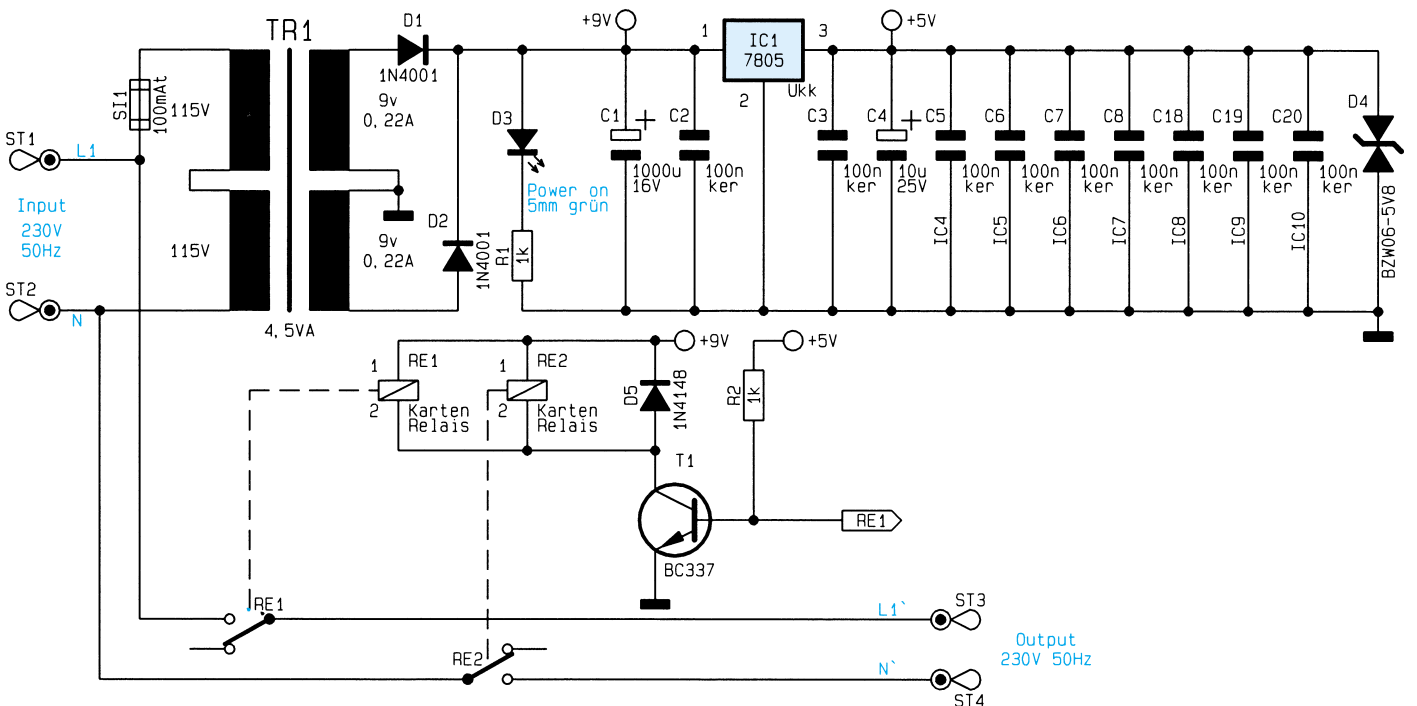 TR1
SI1
100mAt
115V
115V
ST1
L1
Input
230V
50Hz
ST2
N
4,5VA
D1
1N4001
9v
0,22A
9v
0,22A
D2
1N4001
D3
Power on
5mm grün
R1
1k
+9V
C1
+
1000u
16V
C2
100n
ker
1
IC1
7805
3
2
Ukk
C3
100n
ker
+5V
C4
+
10u
25V
C5
100n
ker
IC4
C6
100n
ker
IC5
C7
100n
ker
IC6
C8
100n
ker
IC7
C18
100n
ker
IC8
C19
100n
ker
IC9
C20
100n
ker
IC10
D4
BZW06-5V8
1
RE1
2
Karten
Relais
1
RE2
2
Karten
Relais
+9V
D5
1N4148
+5V
R2
1k
T1
BC337
RE1
RE1
RE2
L1`
ST3
Output
230V 50Hz
N`
ST4